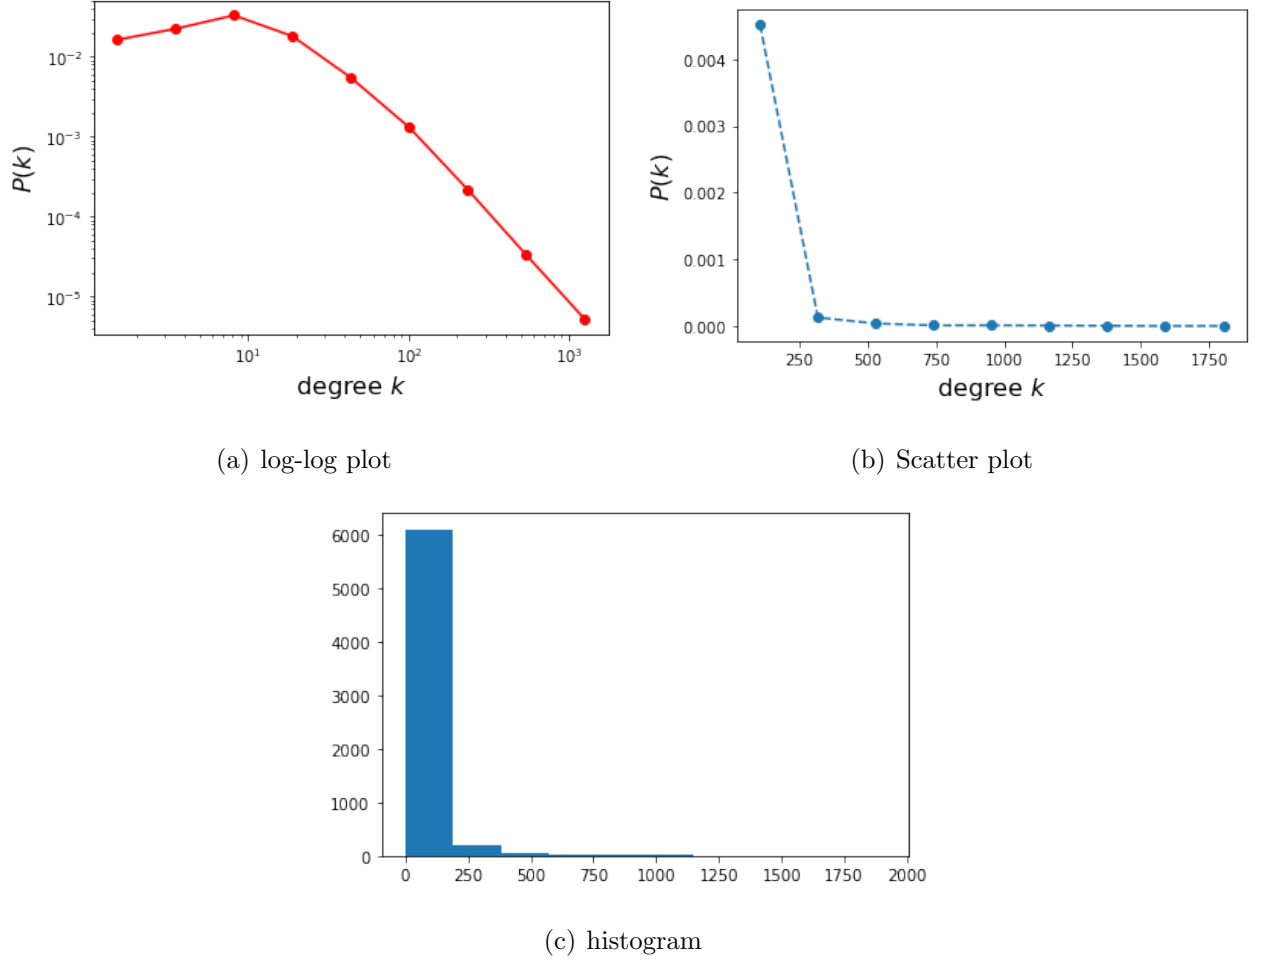 10⁻²
10⁻³
10⁻⁴
10⁻⁵
P(k)
10¹ 10² 10³
degree k
(a) log-log plot
0.004
0.003
0.002
0.001
0.000
P(k)
250 500 750 1000 1250 1500 1750
degree k
(b) Scatter plot
6000
5000
4000
3000
2000
1000
0
0 250 500 750 1000 1250 1500 1750 2000
(c) histogram